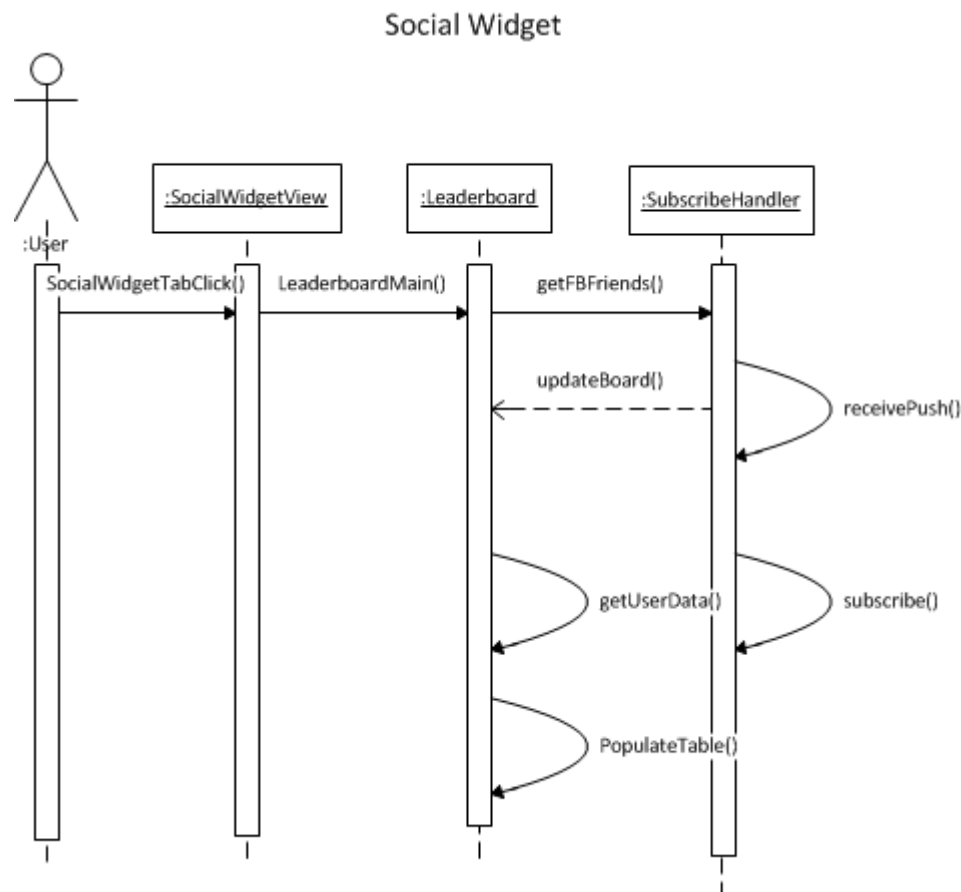 Social Widget
:SocialWidgetView
:Leaderboard
:SubscribeHandler
:User
SocialWidgetTabClick()
LeaderboardMain()
getFBFriends()
updateBoard()
receivePush()
getUserData()
subscribe()
PopulateTable()